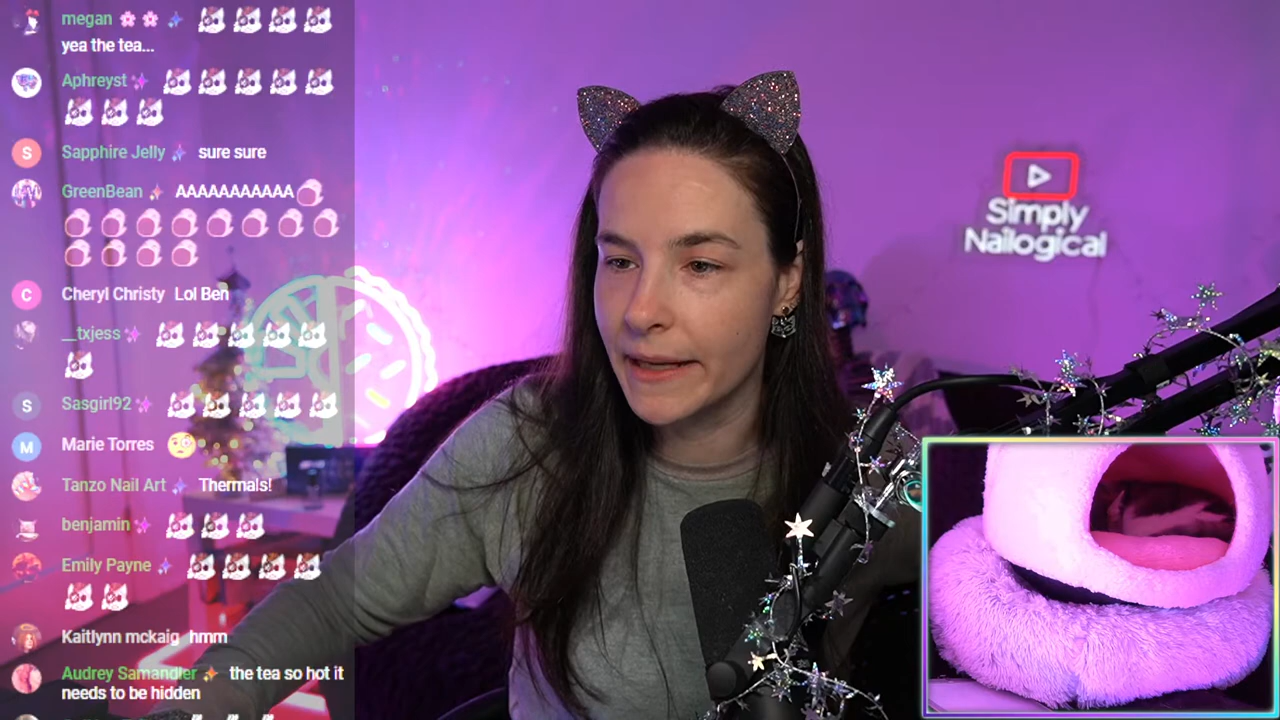 megan
yea the tea...
Aphreyst
S Sapphire Jelly sure sure
GreenBean AAAAAAAAAAA
C Cheryl Christy Lol Ben
__txjess
S Sasgirl92
M Marie Torres
Tanzo Nail Art Thermals!
benjamin
Emily Payne
Kaitlynn mckaig hmm
Audrey Samandler the tea so hot it
needs to be hidden
Simply
Nailogical